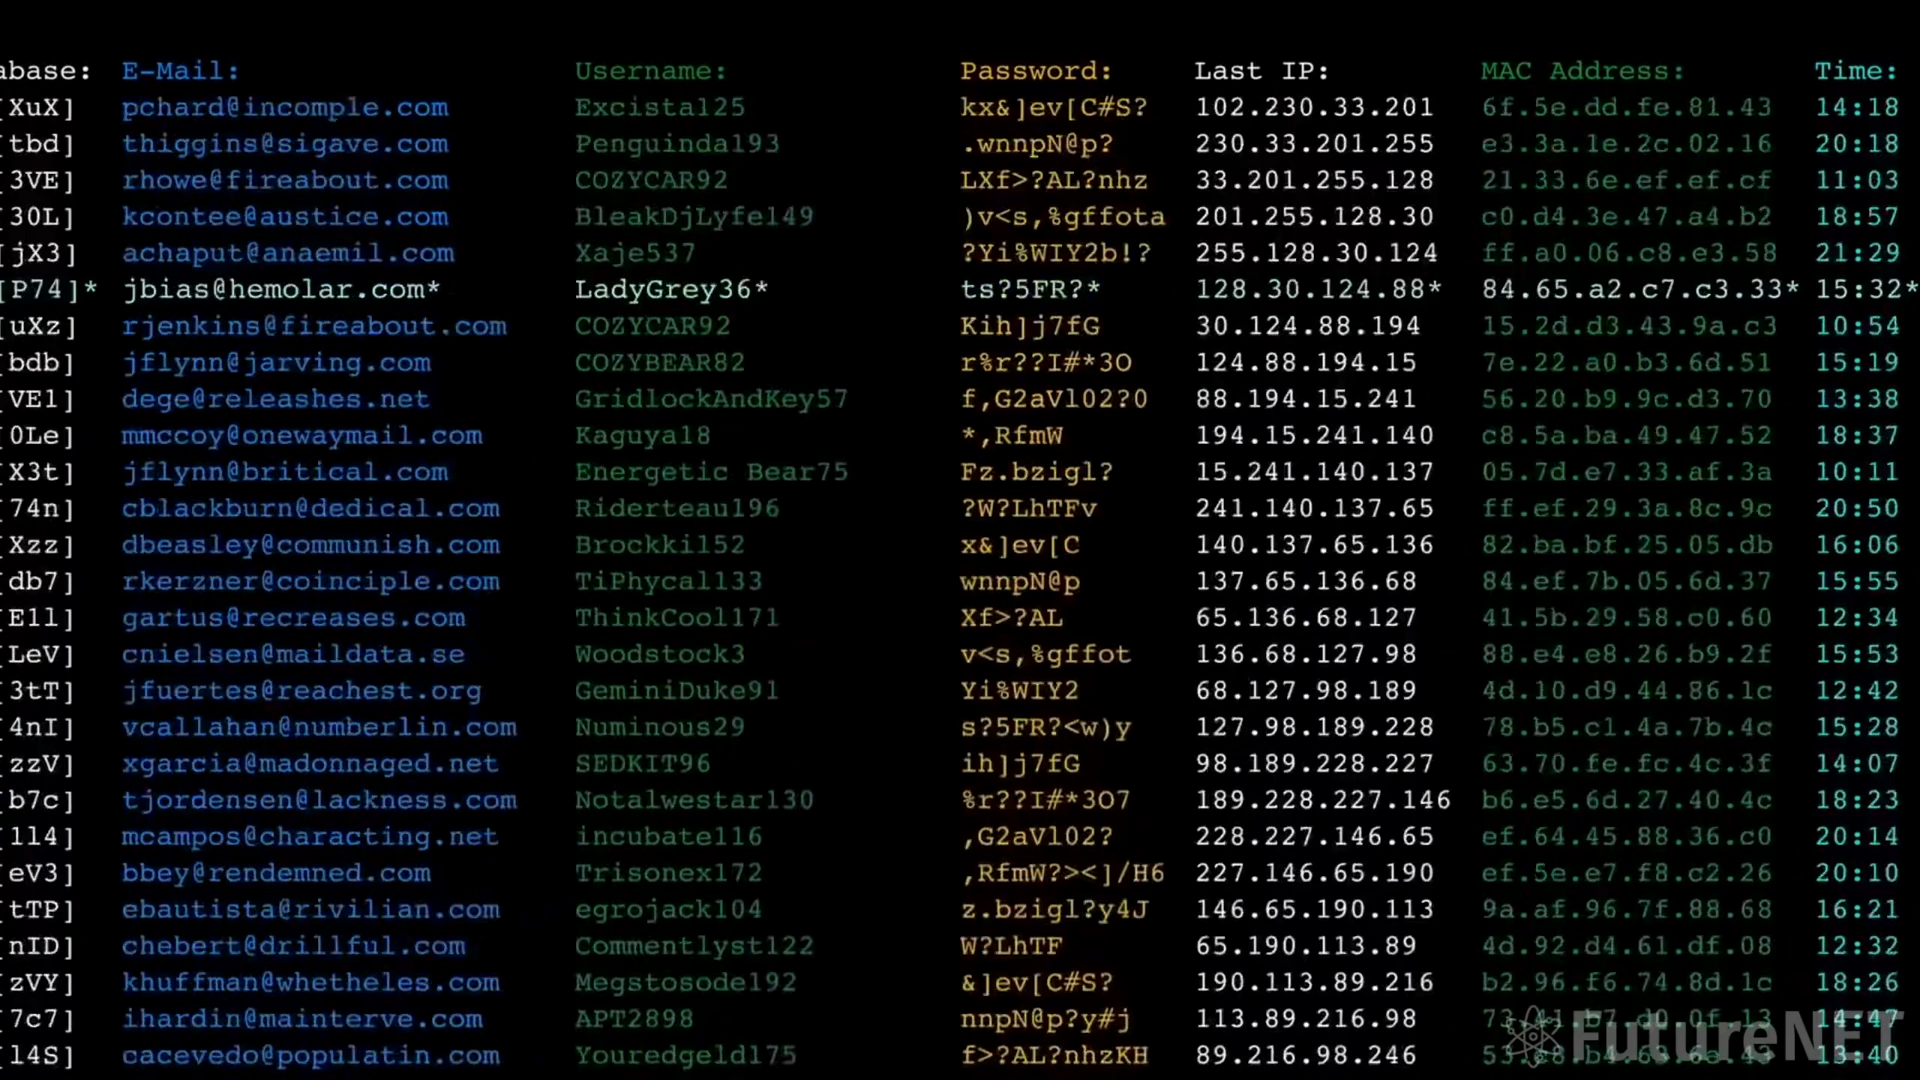 abase: E-Mail: Username: Password: Last IP: MAC Address: Time:
[XuX] pchard@incomple.com Excista125 kx&]ev[C#S? 102.230.33.201 6f.5e.dd.fe.81.43 14:18
[tbd] thiggins@sigave.com Penguinda193 .wnnpN@p? 230.33.201.255 e3.3a.1e.2c.02.16 20:18
[3VE] rhowe@fireabout.com COZYCAR92 LXf>?AL?nhz 33.201.255.128 21.33.6e.ef.ef.cf 11:03
[30L] kcontee@austice.com BleakDjLyfe149 )v<s,%gffota 201.255.128.30 c0.d4.3e.47.a4.b2 18:57
[jX3] achaput@anaemil.com Xaje537 ?Yi%WIY2b!? 255.128.30.124 ff.a0.06.c8.e3.58 21:29
[P74]* jbias@hemolar.com* LadyGrey36* ts?5FR?* 128.30.124.88* 84.65.a2.c7.c3.33* 15:32*
[uXz] rjenkins@fireabout.com COZYCAR92 Kih]j7fG 30.124.88.194 15.2d.d3.43.9a.c3 10:54
[bdb] jflynn@jarving.com COZYBEAR82 r%r??I#*3O 124.88.194.15 7e.22.a0.b3.6d.51 15:19
[VE1] dege@releashes.net GridlockAndKey57 f,G2aVl02?0 88.194.15.241 56.20.b9.9c.d3.70 13:38
[0Le] mmccoy@onewaymail.com Kaguya18 *,RfmW 194.15.241.140 c8.5a.ba.49.47.52 18:37
[X3t] jflynn@britical.com Energetic Bear75 Fz.bzigl? 15.241.140.137 05.7d.e7.33.af.3a 10:11
[74n] cblackburn@dedical.com Riderteau196 ?W?LhTFv 241.140.137.65 ff.ef.29.3a.8c.9c 20:50
[Xzz] dbeasley@communish.com Brockki152 x&]ev[C 140.137.65.136 82.ba.bf.25.05.db 16:06
[db7] rkerzner@coinciple.com TiPhycal133 wnnpN@p 137.65.136.68 84.ef.7b.05.6d.37 15:55
[E1l] gartus@recreases.com ThinkCool171 Xf>?AL 65.136.68.127 41.5b.29.58.c0.60 12:34
[LeV] cnielsen@maildata.se Woodstock3 v<s,%gffot 136.68.127.98 88.e4.e8.26.b9.2f 15:53
[3tT] jfuertes@reachest.org GeminiDuke91 Yi%WIY2 68.127.98.189 4d.10.d9.44.86.1c 12:42
[4nI] vcallahan@numberlin.com Numinous29 s?5FR?<w)y 127.98.189.228 78.b5.c1.4a.7b.4c 15:28
[zzV] xgarcia@madonnaged.net SEDKIT96 ih]j7fG 98.189.228.227 63.70.fe.fc.4c.3f 14:07
[b7c] tjordensen@lackness.com Notalwestar130 %r??I#*3O7 189.228.227.146 b6.e5.6d.27.40.4c 18:23
[1l4] mcampos@characting.net incubate116 ,G2aVl02? 228.227.146.65 ef.64.45.88.36.c0 20:14
[eV3] bbey@rendemned.com Trisonex172 ,RfmW?><]/H6 227.146.65.190 ef.5e.e7.f8.c2.26 20:10
[tTP] ebautista@rivilian.com egrojack104 z.bzigl?y4J 146.65.190.113 9a.af.96.7f.88.68 16:21
[nID] chebert@drillful.com Commentlyst122 W?LhTF 65.190.113.89 4d.92.d4.61.df.08 12:32
[zVY] khuffman@whetheles.com Megstosode192 &]ev[C#S? 190.113.89.216 b2.96.f6.74.8d.1c 18:26
[7c7] ihardin@mainterve.com APT2898 nnpN@p?y#j 113.89.216.98 14:47
[l4S] cacevedo@populatin.com Youredgeld175 f>?AL?nhzKH 89.216.98.246 13:40
FutureNET